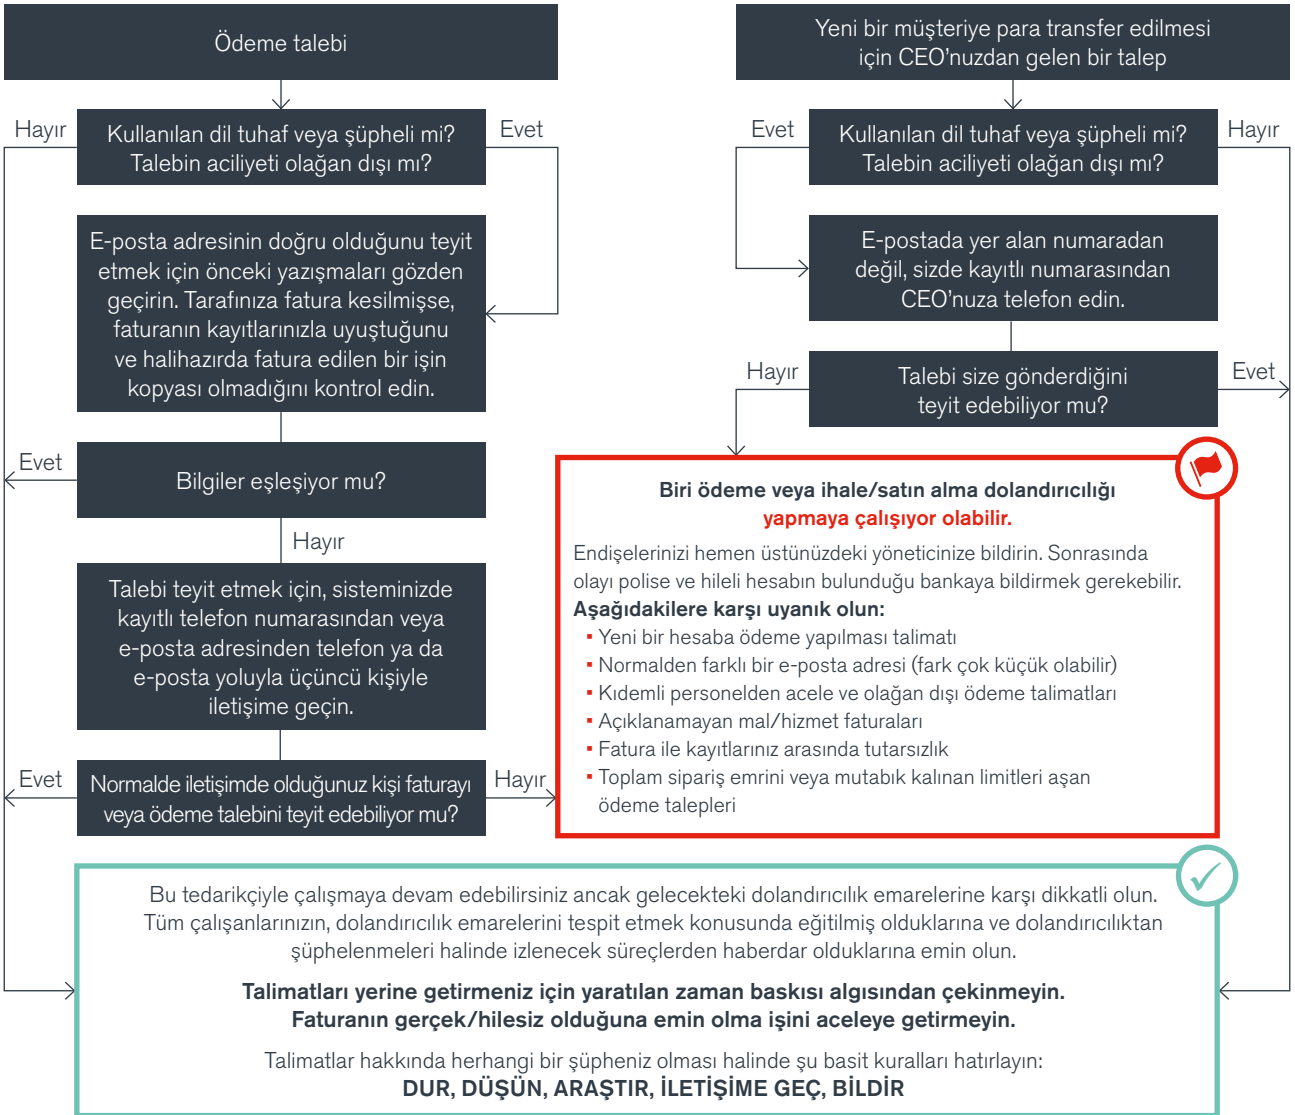 Ödeme talebi
Hayır
Kullanılan dil tuhaf veya şüpheli mi?
Talebin aciliyeti olağan dışı mı?
Evet
E-posta adresinin doğru olduğunu teyit
etmek için önceki yazışmaları gözden
geçirin. Tarafınıza fatura kesilmişse,
faturanın kayıtlarınızla uyuştuğunu
ve halihazırda fatura edilen bir işin
kopyası olmadığını kontrol edin.
Evet
Bilgiler eşleşiyor mu?
Hayır
Talebi teyit etmek için, sisteminizde
kayıtlı telefon numarasından veya
e-posta adresinden telefon ya da
e-posta yoluyla üçüncü kişiyle
iletişime geçin.
Evet
Normalde iletişimde olduğunuz kişi faturayı
veya ödeme talebini teyit edebiliyor mu?
Hayır
Yeni bir müşteriye para transfer edilmesi
için CEO'nuzdan gelen bir talep
Evet
Kullanılan dil tuhaf veya şüpheli mi?
Talebin aciliyeti olağan dışı mı?
Hayır
E-postada yer alan numaradan
değil, sizde kayıtlı numarasından
CEO'nuza telefon edin.
Hayır
Talebi size gönderdiğini
teyit edebiliyor mu?
Evet
Biri ödeme veya ihale/satın alma dolandırıcılığı
yapmaya çalışıyor olabilir.
Endişelerinizi hemen üstünüzdeki yöneticinize bildirin. Sonrasında
olayı polise ve hileli hesabın bulunduğu bankaya bildirmek gerekebilir.
Aşağıdakilere karşı uyanık olun:
▪ Yeni bir hesaba ödeme yapılması talimatı
▪ Normalden farklı bir e-posta adresi (fark çok küçük olabilir)
▪ Kıdemli personelden acele ve olağan dışı ödeme talimatları
▪ Açıklanamayan mal/hizmet faturaları
▪ Fatura ile kayıtlarınız arasında tutarsızlık
▪ Toplam sipariş emrini veya mutabık kalınan limitleri aşan
ödeme talepleri
Bu tedarikçiyle çalışmaya devam edebilirsiniz ancak gelecekteki dolandırıcılık emarelerine karşı dikkatli olun.
Tüm çalışanlarınızın, dolandırıcılık emarelerini tespit etmek konusunda eğitilmiş olduklarına ve dolandırıcılıktan
şüphelenmeleri halinde izlenecek süreçlerden haberdar olduklarına emin olun.
Talimatları yerine getirmeniz için yaratılan zaman baskısı algısından çekinmeyin.
Faturanın gerçek/hilesiz olduğuna emin olma işini aceleye getirmeyin.
Talimatlar hakkında herhangi bir şüpheniz olması halinde şu basit kuralları hatırlayın:
DUR, DÜŞÜN, ARAŞTIR, İLETİŞİME GEÇ, BİLDİR